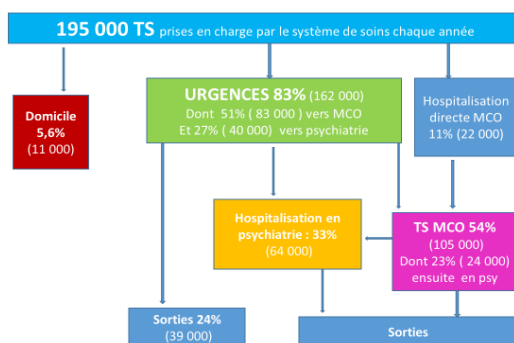 195 000 TS prises en charge par le système de soins chaque année
Domicile
5,6%
(11 000)
URGENCES 83% (162 000)
Dont 51% ( 83 000 ) vers MCO
Et 27% ( 40 000) vers psychiatrie
Hospitalisation
directe MCO
11% (22 000)
Hospitalisation en
psychiatrie : 33%
(64 000)
TS MCO 54%
(105 000)
Dont 23% ( 24 000)
ensuite en psy
Sorties 24%
(39 000)
Sorties